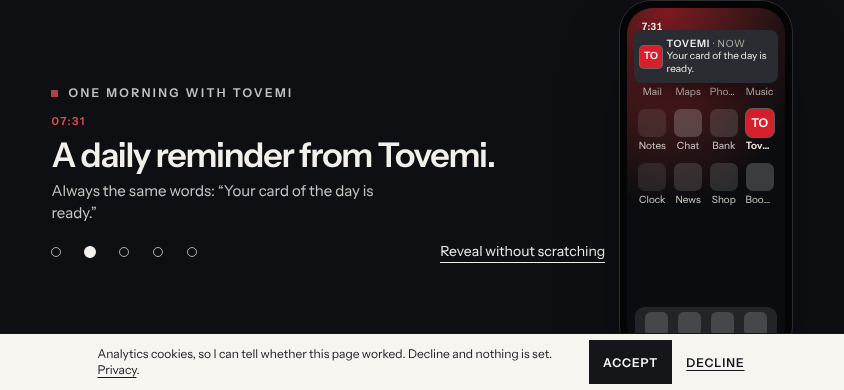 ONE MORNING WITH TOVEMI
07:31
A daily reminder from Tovemi.
Always the same words: “Your card of the day is
ready.”
Reveal without scratching
7:31
TO
TOVEMI · NOW
Your card of the day is
ready.
Mail Maps Pho… Music
TO
Notes Chat Bank Tov…
Clock News Shop Boo…
Analytics cookies, so I can tell whether this page worked. Decline and nothing is set.
Privacy.
ACCEPT
DECLINE